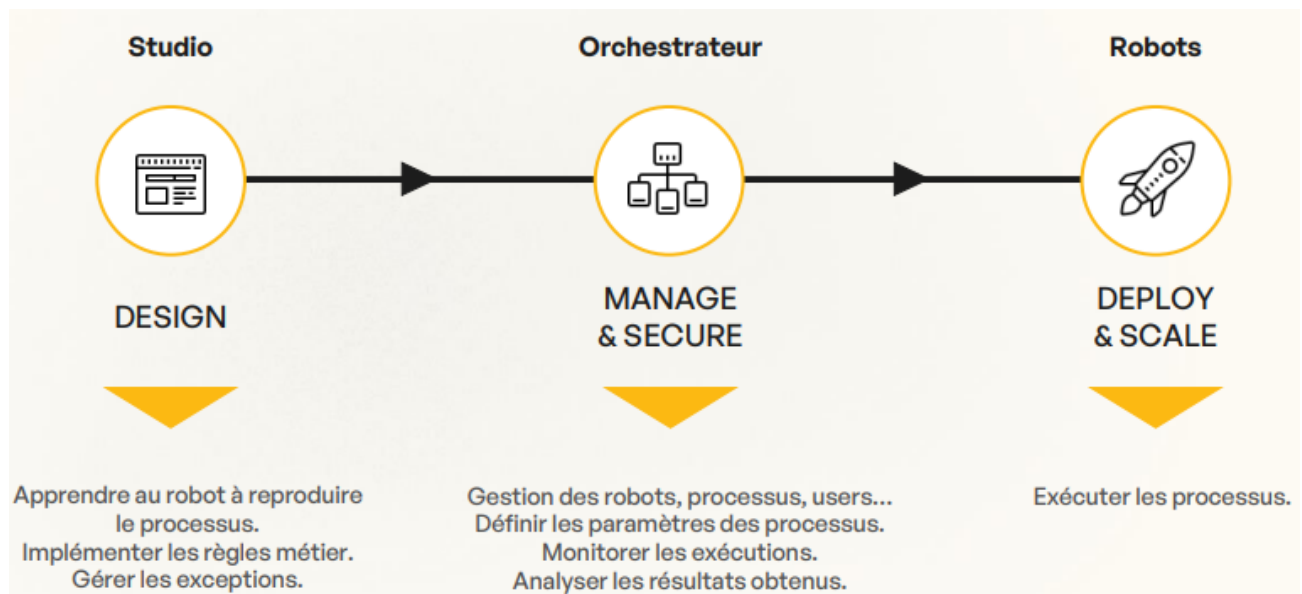 Studio
Orchestrateur
Robots
DESIGN
MANAGE
& SECURE
DEPLOY
& SCALE
Apprendre au robot à reproduire
le processus.
Implémenter les règles métier.
Gérer les exceptions.
Gestion des robots, processus, users...
Définir les paramètres des processus.
Monitorer les exécutions.
Analyser les résultats obtenus.
Exécuter les processus.